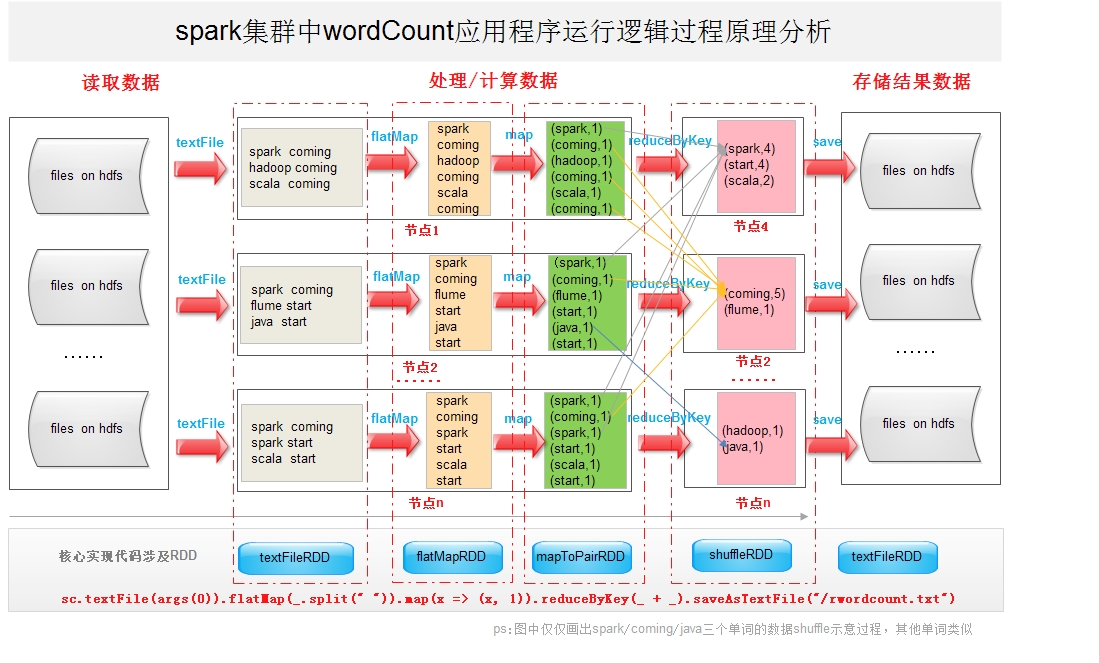 spark集群中wordCount应用程序运行逻辑过程原理分析
读取数据
处理/计算数据
存储结果数据
files on hdfs
textFile
spark coming
hadoop coming
scala coming
flatMap
spark
coming
hadoop
coming
scala
coming
map
(spark,1)
(coming,1)
(hadoop,1)
(coming,1)
(scala,1)
(coming,1)
reduceByKey
(spark,4)
(start,4)
(scala,2)
save
files on hdfs
节点1
节点4
files on hdfs
textFile
spark coming
flume start
java start
flatMap
spark
coming
flume
start
java
start
map
(spark,1)
(coming,1)
(flume,1)
(start,1)
(java,1)
(start,1)
reduceByKey
(coming,5)
(flume,1)
save
files on hdfs
......
节点2
......
节点2
......
......
files on hdfs
textFile
spark coming
spark start
scala start
flatMap
spark
coming
spark
start
scala
start
map
(spark,1)
(coming,1)
(spark,1)
(start,1)
(scala,1)
(start,1)
reduceByKey
(hadoop,1)
(java,1)
save
files on hdfs
节点n
节点n
核心实现代码涉及RDD
textFileRDD
flatMapRDD
mapToPairRDD
shuffleRDD
textFileRDD
sc.textFile(args(0)).flatMap(_.split(" ")).map(x => (x, 1)).reduceByKey(_ + _).saveAsTextFile("/rwordcount.txt")
ps:图中仅仅画出spark/coming/java三个单词的数据shuffle示意过程，其他单词类似